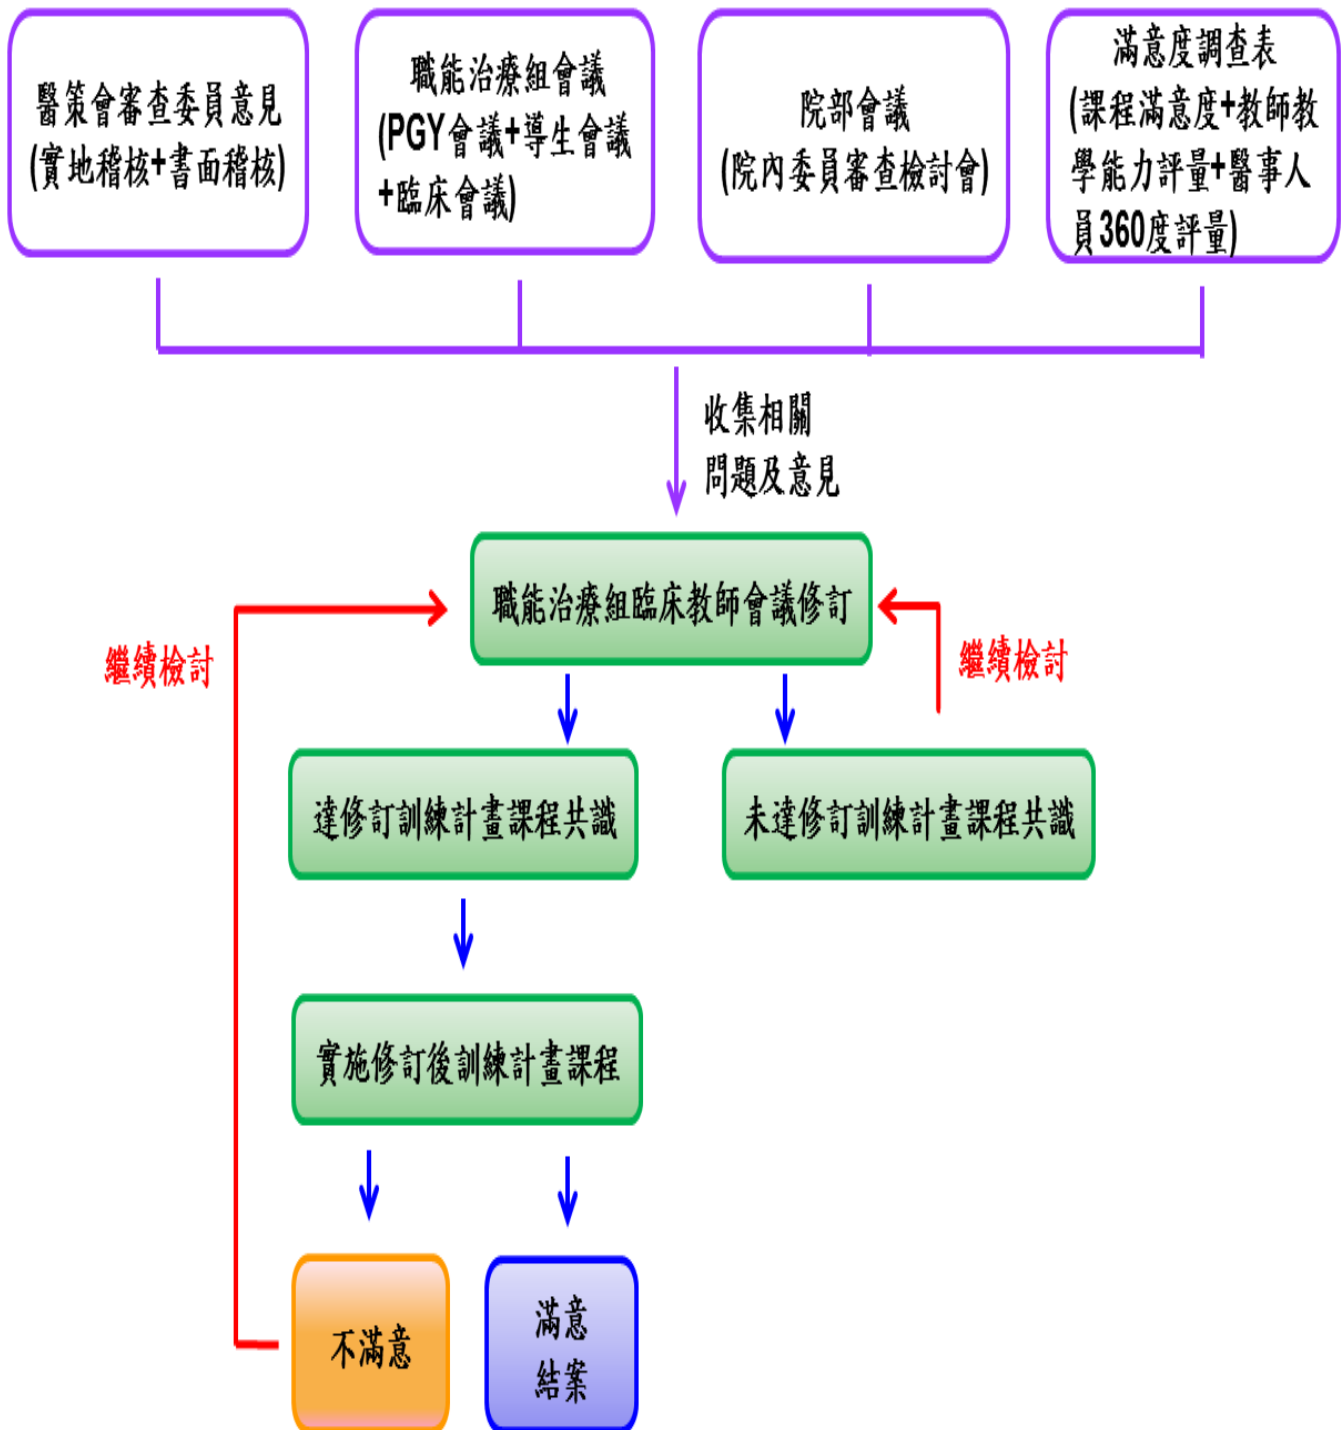 醫策會審查委員意見
(實地稽核+書面稽核)
職能治療組會議
(PGY會議+導生會議
+臨床會議)
院部會議
(院內委員審查檢討會)
滿意度調查表
(課程滿意度+教師教
學能力評量+醫事人
員360度評量)
收集相關
問題及意見
職能治療組臨床教師會議修訂
繼續檢討
繼續檢討
達修訂訓練計畫課程共識
未達修訂訓練計畫課程共識
實施修訂後訓練計畫課程
不滿意
滿意
結案